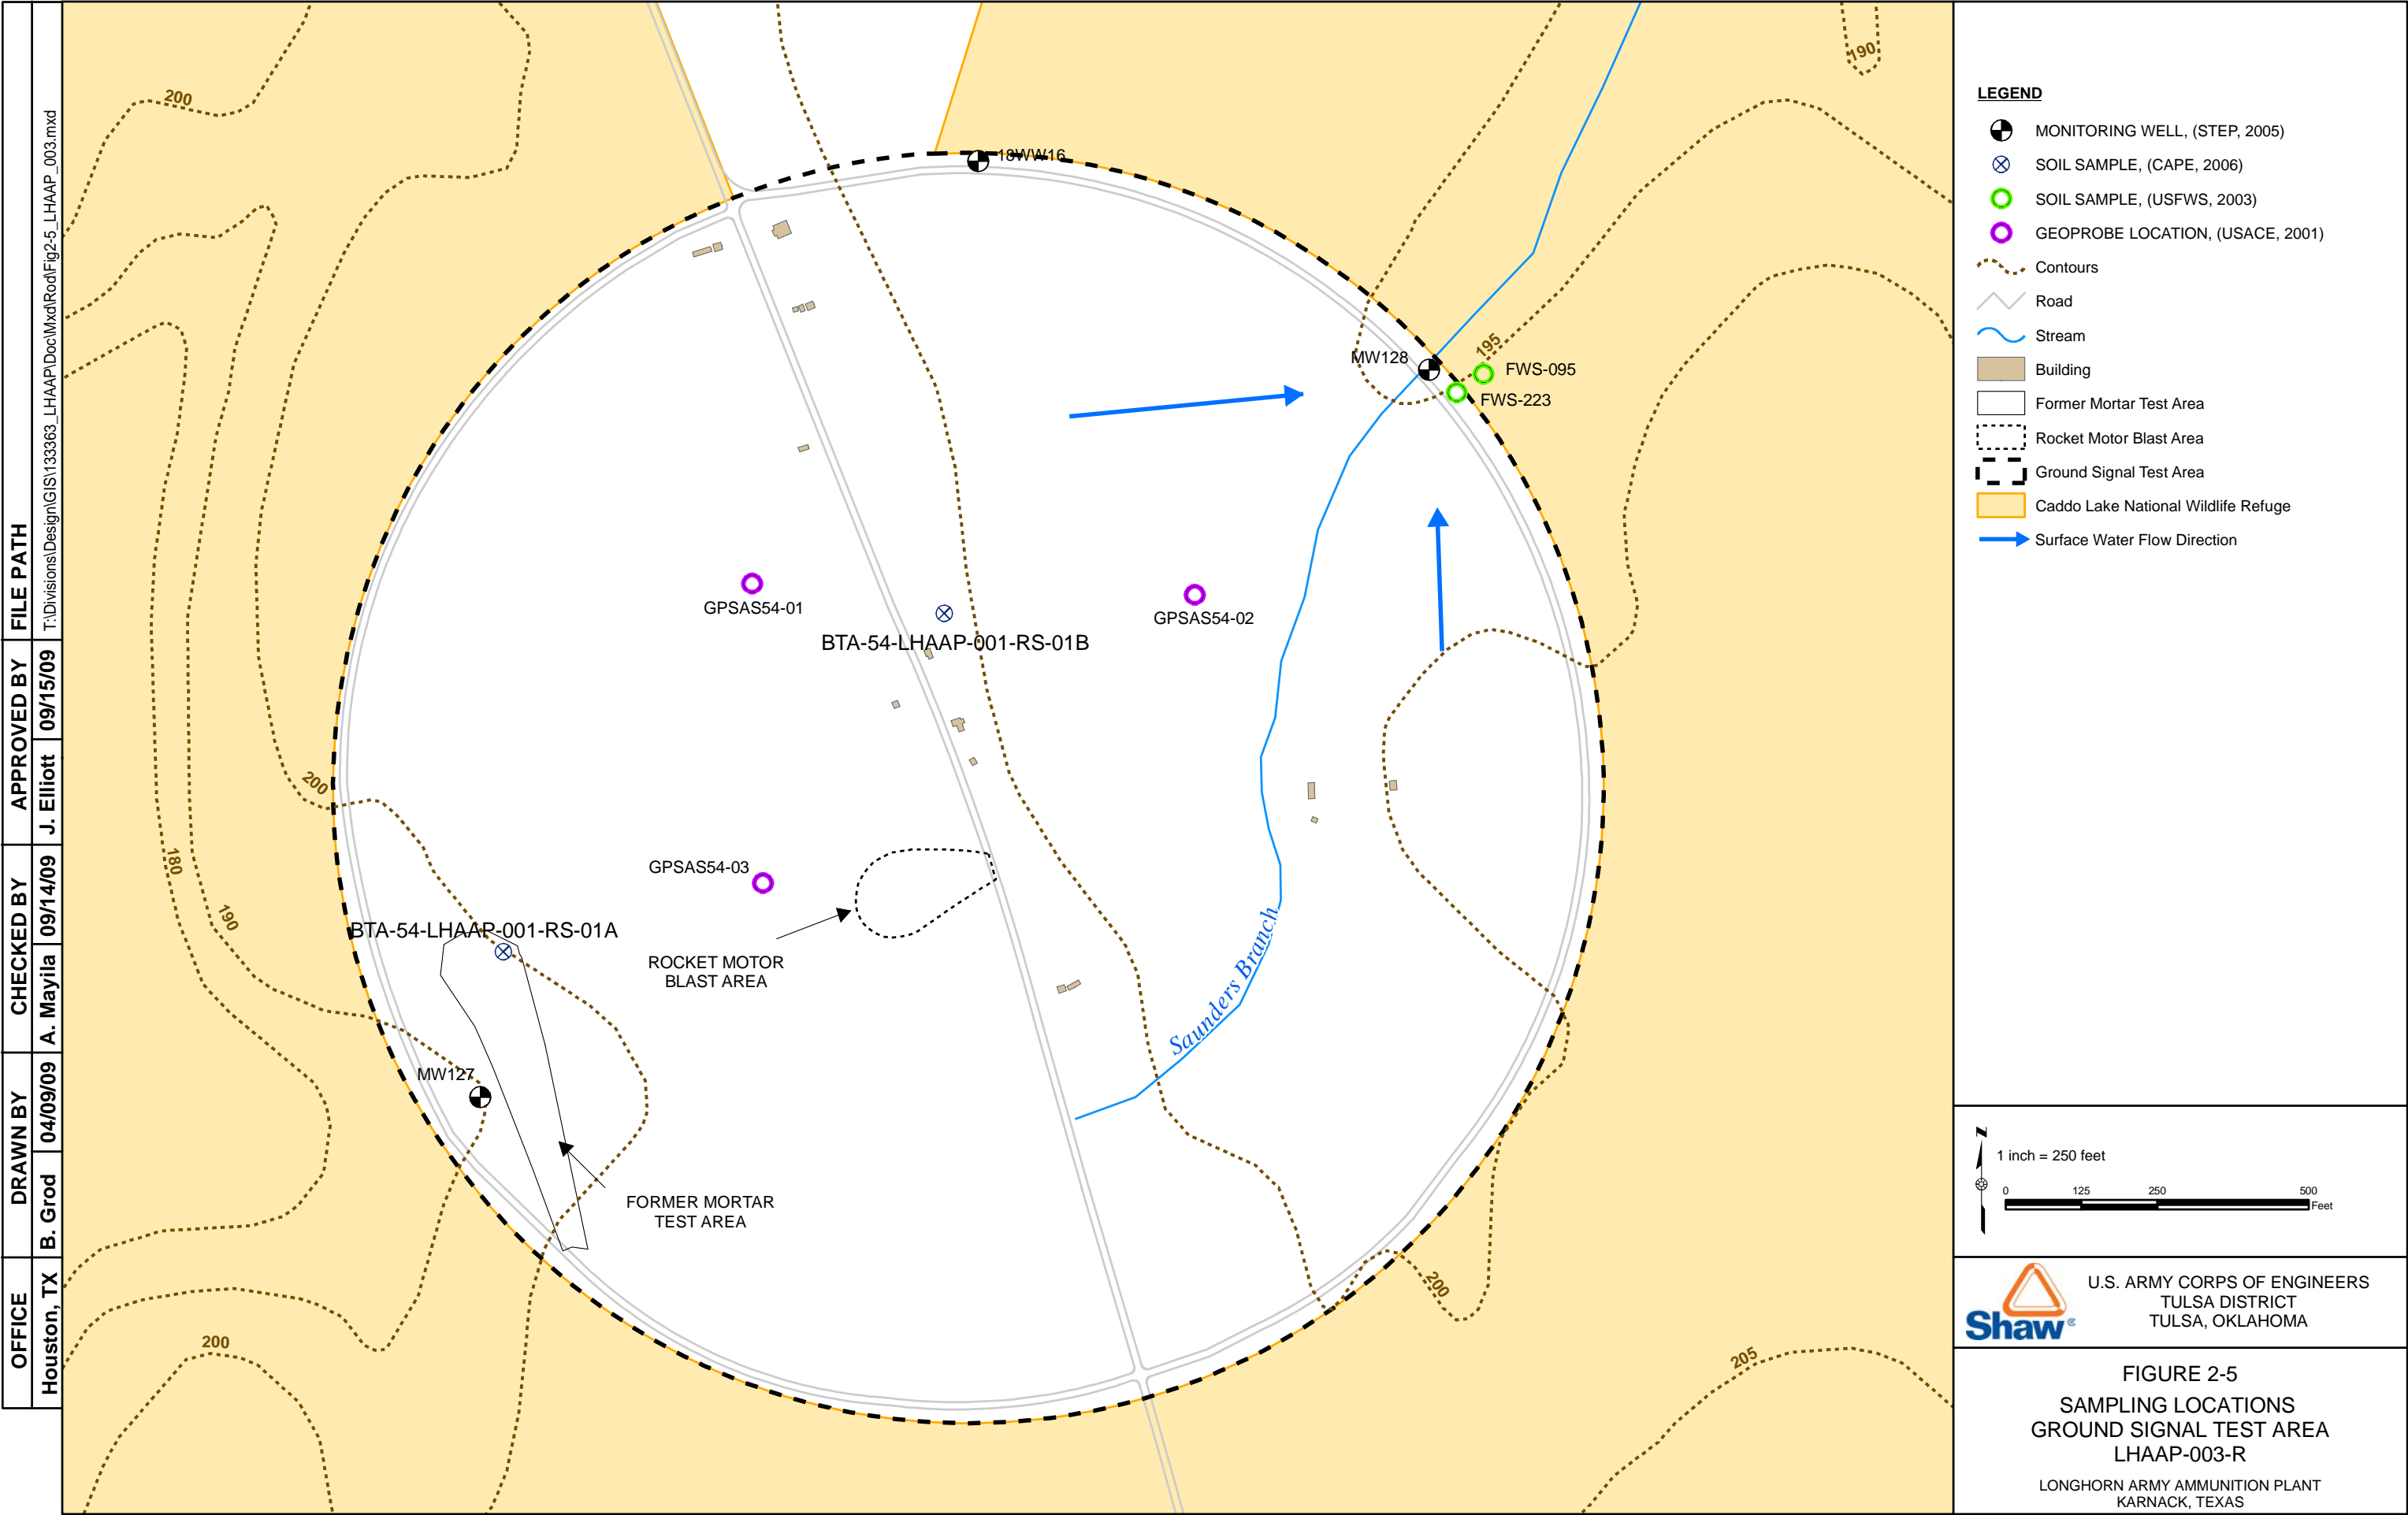 OFFICE
Houston, TX
DRAWN BY
B. Grod
04/09/09
CHECKED BY
A. Mayila
09/14/09
APPROVED BY
J. Elliott
09/15/09
FILE PATH
T:\Divisions\Design\GIS\133363_LHAAP\Doc\Mxd\Rod\Fig2-5_LHAAP_003.mxd
200
190
18WW16
195
MW128
FWS-095
FWS-223
GPSAS54-01
GPSAS54-02
BTA-54-LHAAP-001-RS-01B
200
180
190
GPSAS54-03
BTA-54-LHAAP-001-RS-01A
ROCKET MOTOR
BLAST AREA
Saunders Branch
MW127
FORMER MORTAR
TEST AREA
200
200
205
LEGEND
MONITORING WELL, (STEP, 2005)
SOIL SAMPLE, (CAPE, 2006)
SOIL SAMPLE, (USFWS, 2003)
GEOPROBE LOCATION, (USACE, 2001)
Contours
Road
Stream
Building
Former Mortar Test Area
Rocket Motor Blast Area
Ground Signal Test Area
Caddo Lake National Wildlife Refuge
Surface Water Flow Direction
N
1 inch = 250 feet
0 125 250 500
Feet
Shaw®
U.S. ARMY CORPS OF ENGINEERS
TULSA DISTRICT
TULSA, OKLAHOMA
FIGURE 2-5
SAMPLING LOCATIONS
GROUND SIGNAL TEST AREA
LHAAP-003-R
LONGHORN ARMY AMMUNITION PLANT
KARNACK, TEXAS